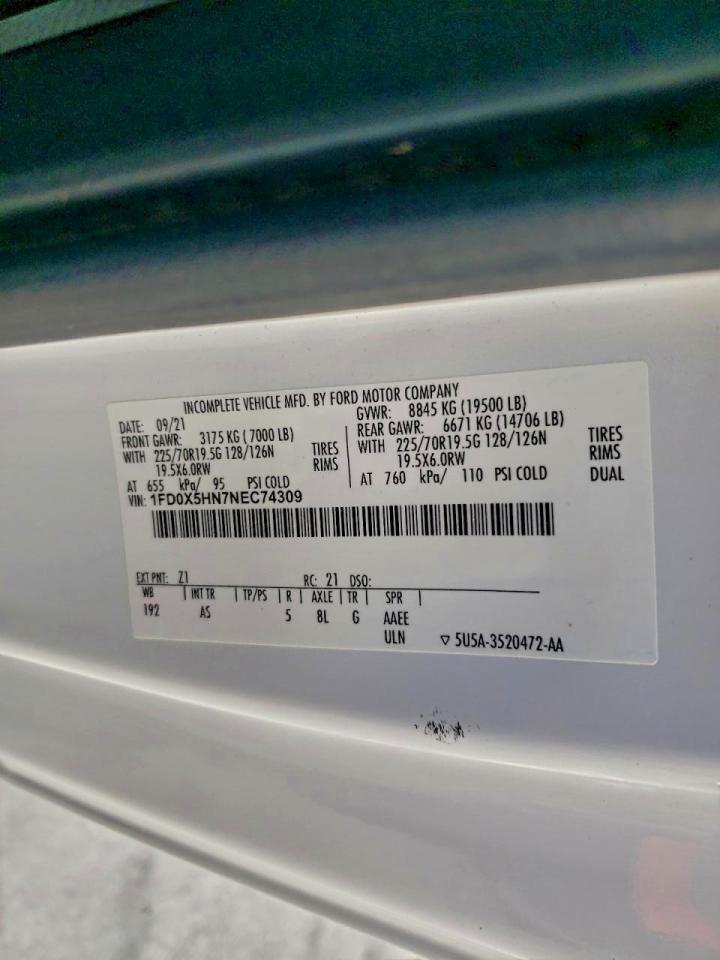 INCOMPLETE VEHICLE MFD. BY FORD MOTOR COMPANY
DATE: 09/21 GVWR: 8845 KG (19500 LB)
FRONT GAWR: 3175 KG (7000 LB) REAR GAWR: 6671 KG (14706 LB)
WITH 225/70R19.5G 128/126N TIRES WITH 225/70R19.5G 128/126N TIRES
19.5X6.0RW RIMS 19.5X6.0RW RIMS
AT 655 kPa/ 95 PSI COLD AT 760 kPa/ 110 PSI COLD DUAL
VIN: 1FD0X5HN7NEC74309
EXT PNT: Z1 RC: 21 DSO:
WB | INT TR | TP/PS | R | AXLE | TR | SPR |
192 AS 5 8L G AAEE
ULN ▽ 5U5A-3520472-AA